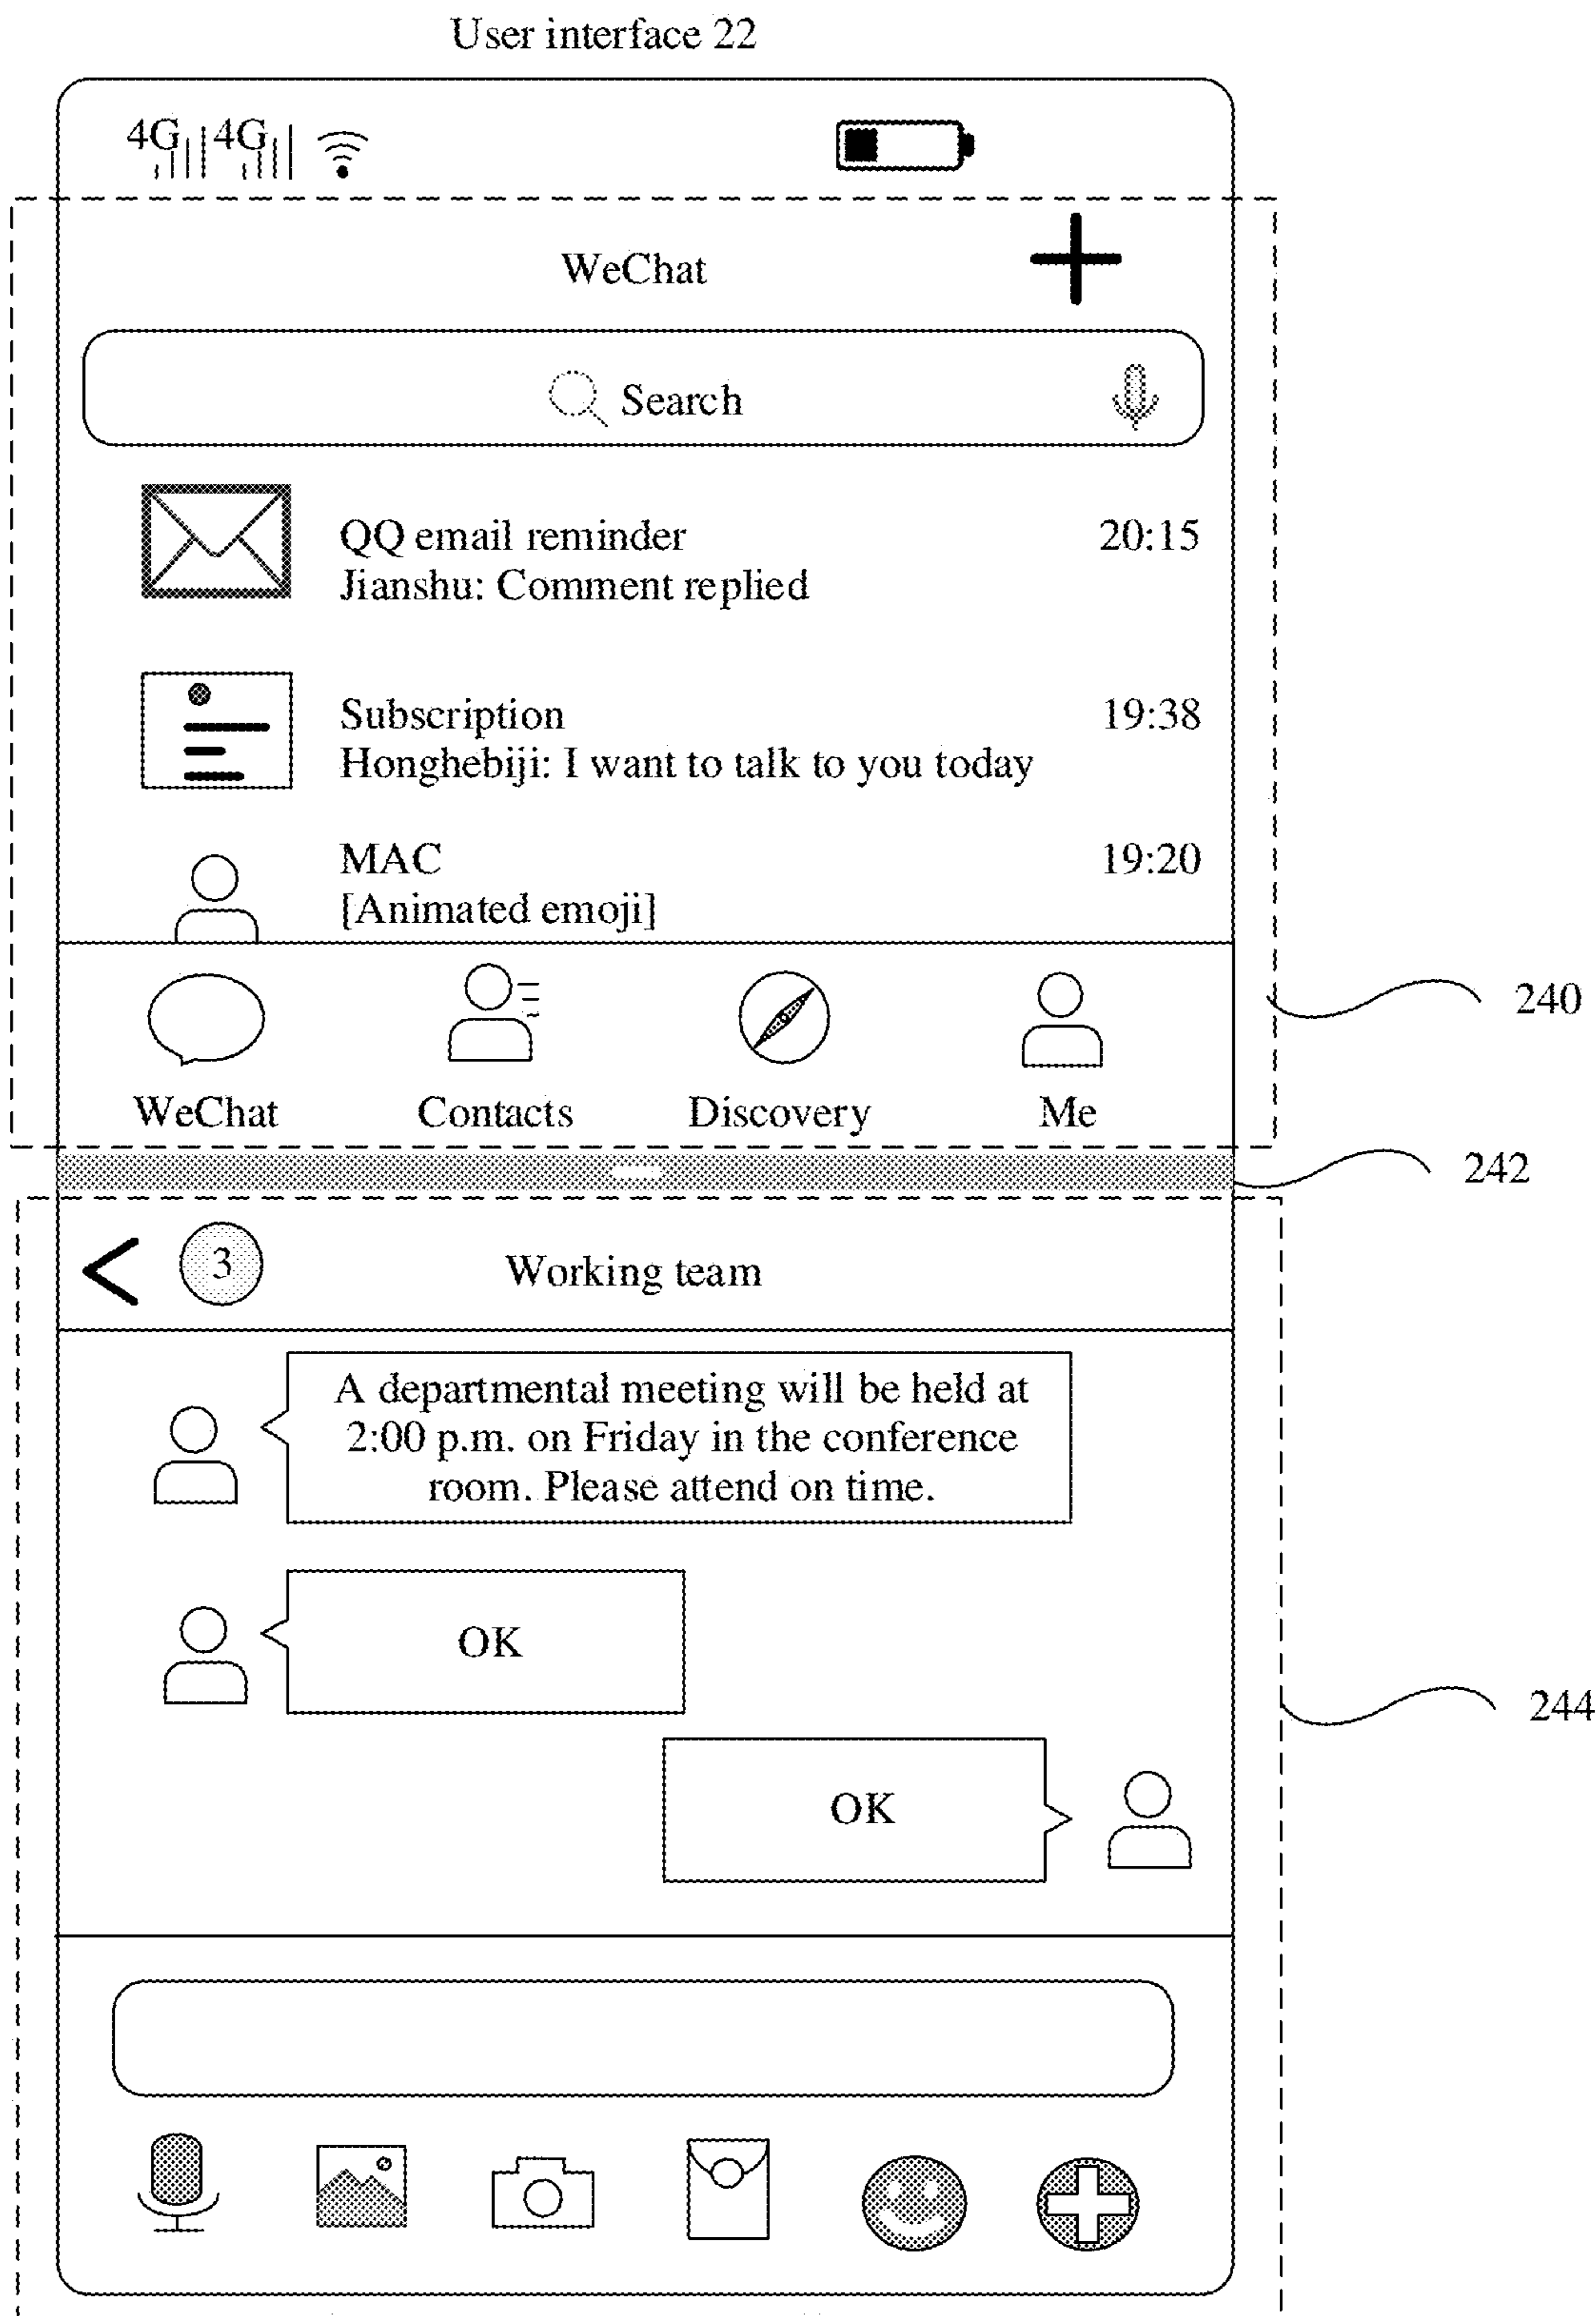 User interface 22
4G 4G
WeChat
Search
QQ email reminder 20:15
Jianshu: Comment replied
Subscription 19:38
Honghebiji: I want to talk to you today
MAC 19:20
[Animated emoji]
240
WeChat Contacts Discovery Me
242
3 Working team
A departmental meeting will be held at
2:00 p.m. on Friday in the conference
room. Please attend on time.
OK
244
OK